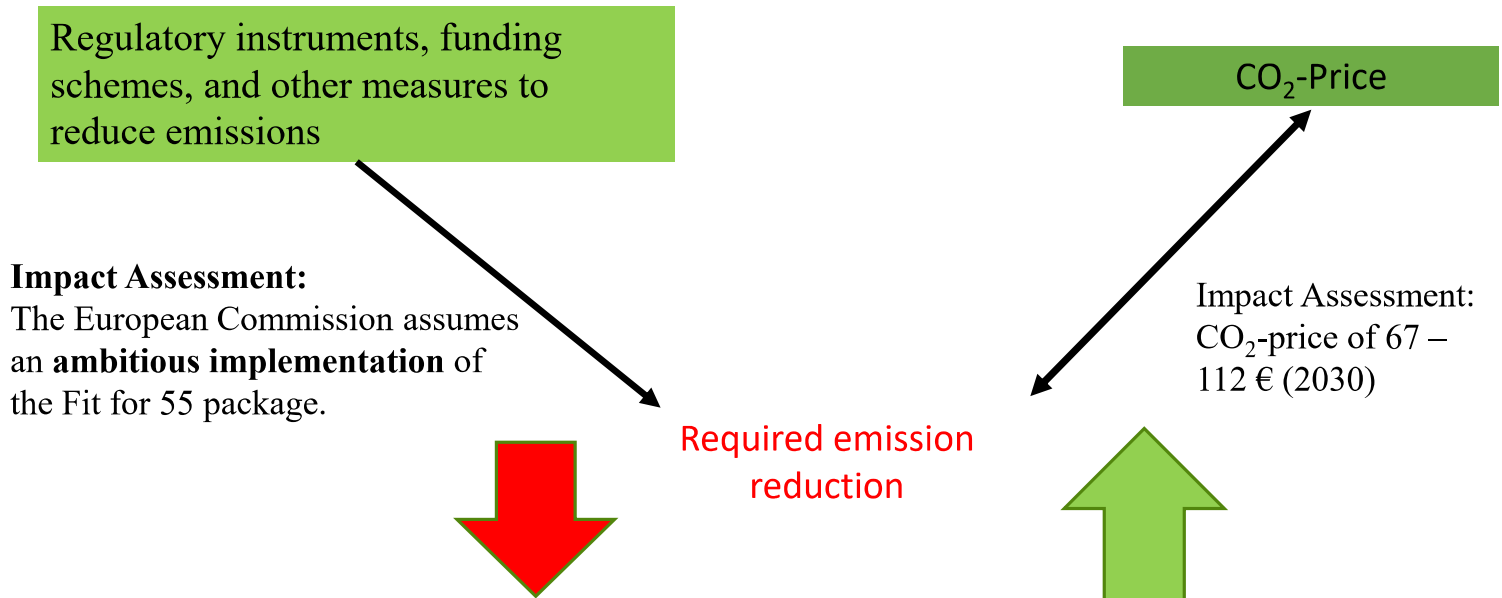 Regulatory instruments, funding
schemes, and other measures to
reduce emissions
CO₂-Price
Impact Assessment:
The European Commission assumes
an ambitious implementation of
the Fit for 55 package.
Impact Assessment:
CO₂-price of 67 –
112 € (2030)
Required emission
reduction